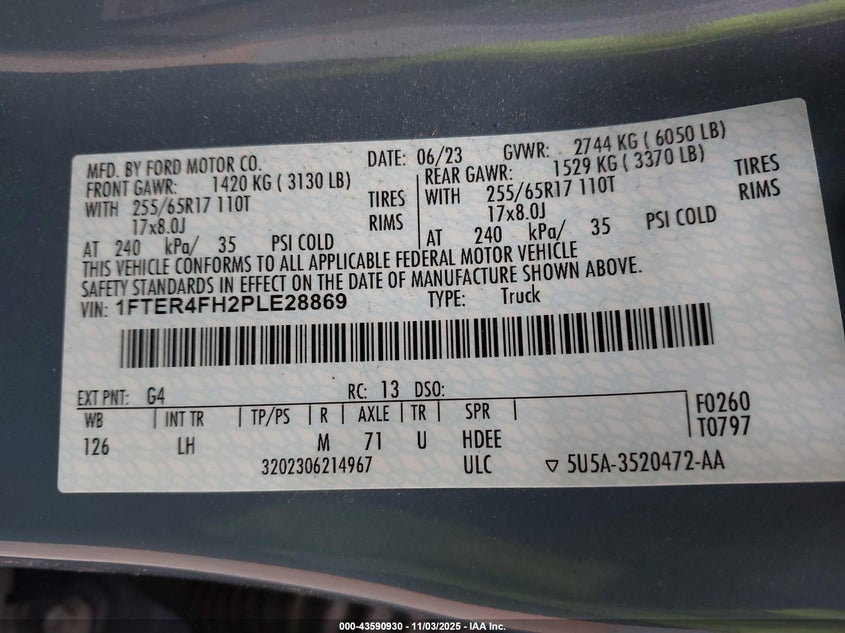 MFD. BY FORD MOTOR CO. DATE: 06/23 GVWR: 2744 KG ( 6050 LB)
FRONT GAWR: 1420 KG ( 3130 LB) REAR GAWR: 1529 KG ( 3370 LB)
WITH 255/65R17 110T TIRES WITH 255/65R17 110T TIRES
17x8.0J RIMS 17x8.0J RIMS
AT 240 kPa/ 35 PSI COLD AT 240 kPa/ 35 PSI COLD
THIS VEHICLE CONFORMS TO ALL APPLICABLE FEDERAL MOTOR VEHICLE
SAFETY STANDARDS IN EFFECT ON THE DATE OF MANUFACTURE SHOWN ABOVE.
VIN: 1FTER4FH2PLE28869 TYPE: Truck
EXT PNT: G4 RC: 13 DSO:
WB INT TR TP/PS R AXLE TR SPR F0260
126 LH M 71 U HDEE T0797
3202306214967 ULC ▽ 5U5A-3520472-AA
000-43590930 - 11/03/2025 - IAA Inc.